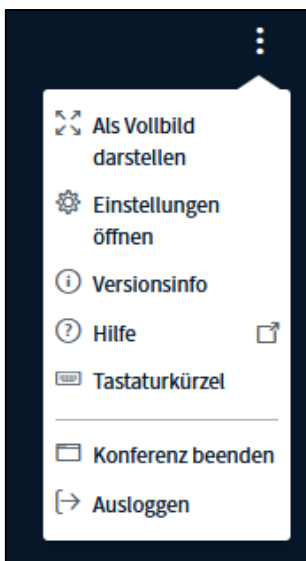 Als Vollbild
darstellen
Einstellungen
öffnen
Versionsinfo
Hilfe
Tastaturkürzel
Konferenz beenden
Ausloggen